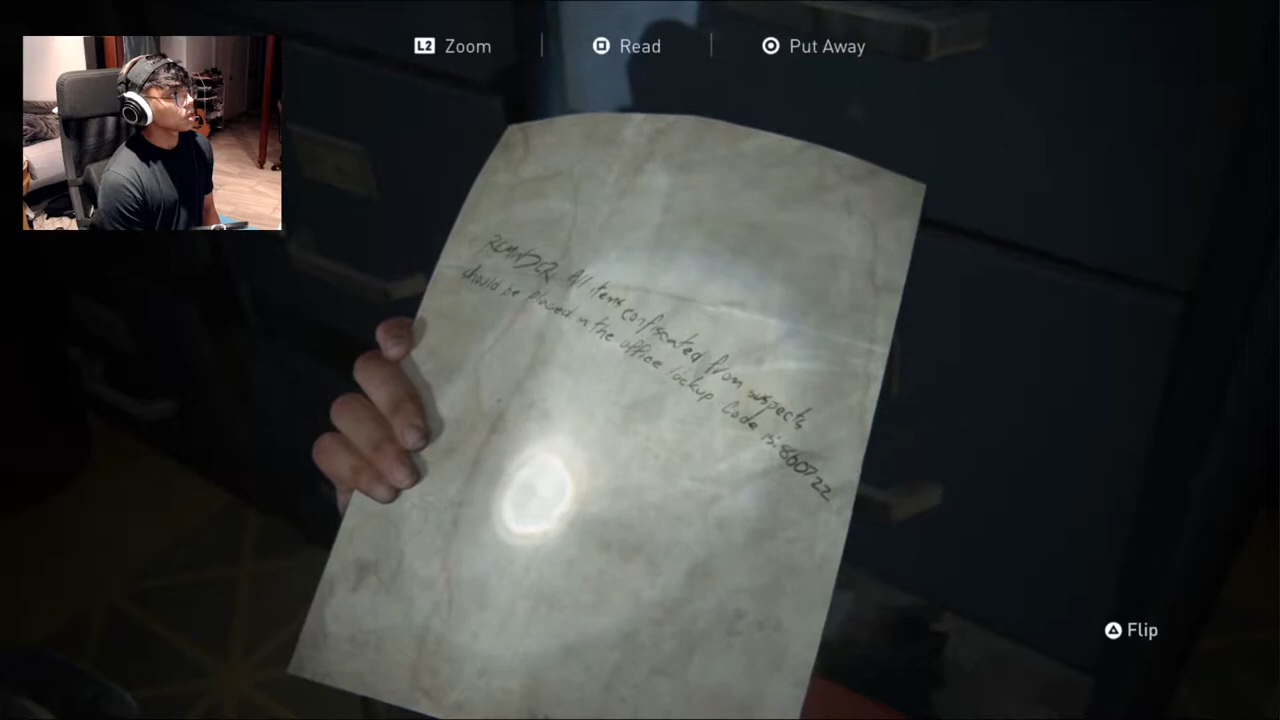 L2 Zoom
Read
Put Away
REMINDER: All items confiscated from suspects
should be placed in the office lockup. Code is: 860722
Flip